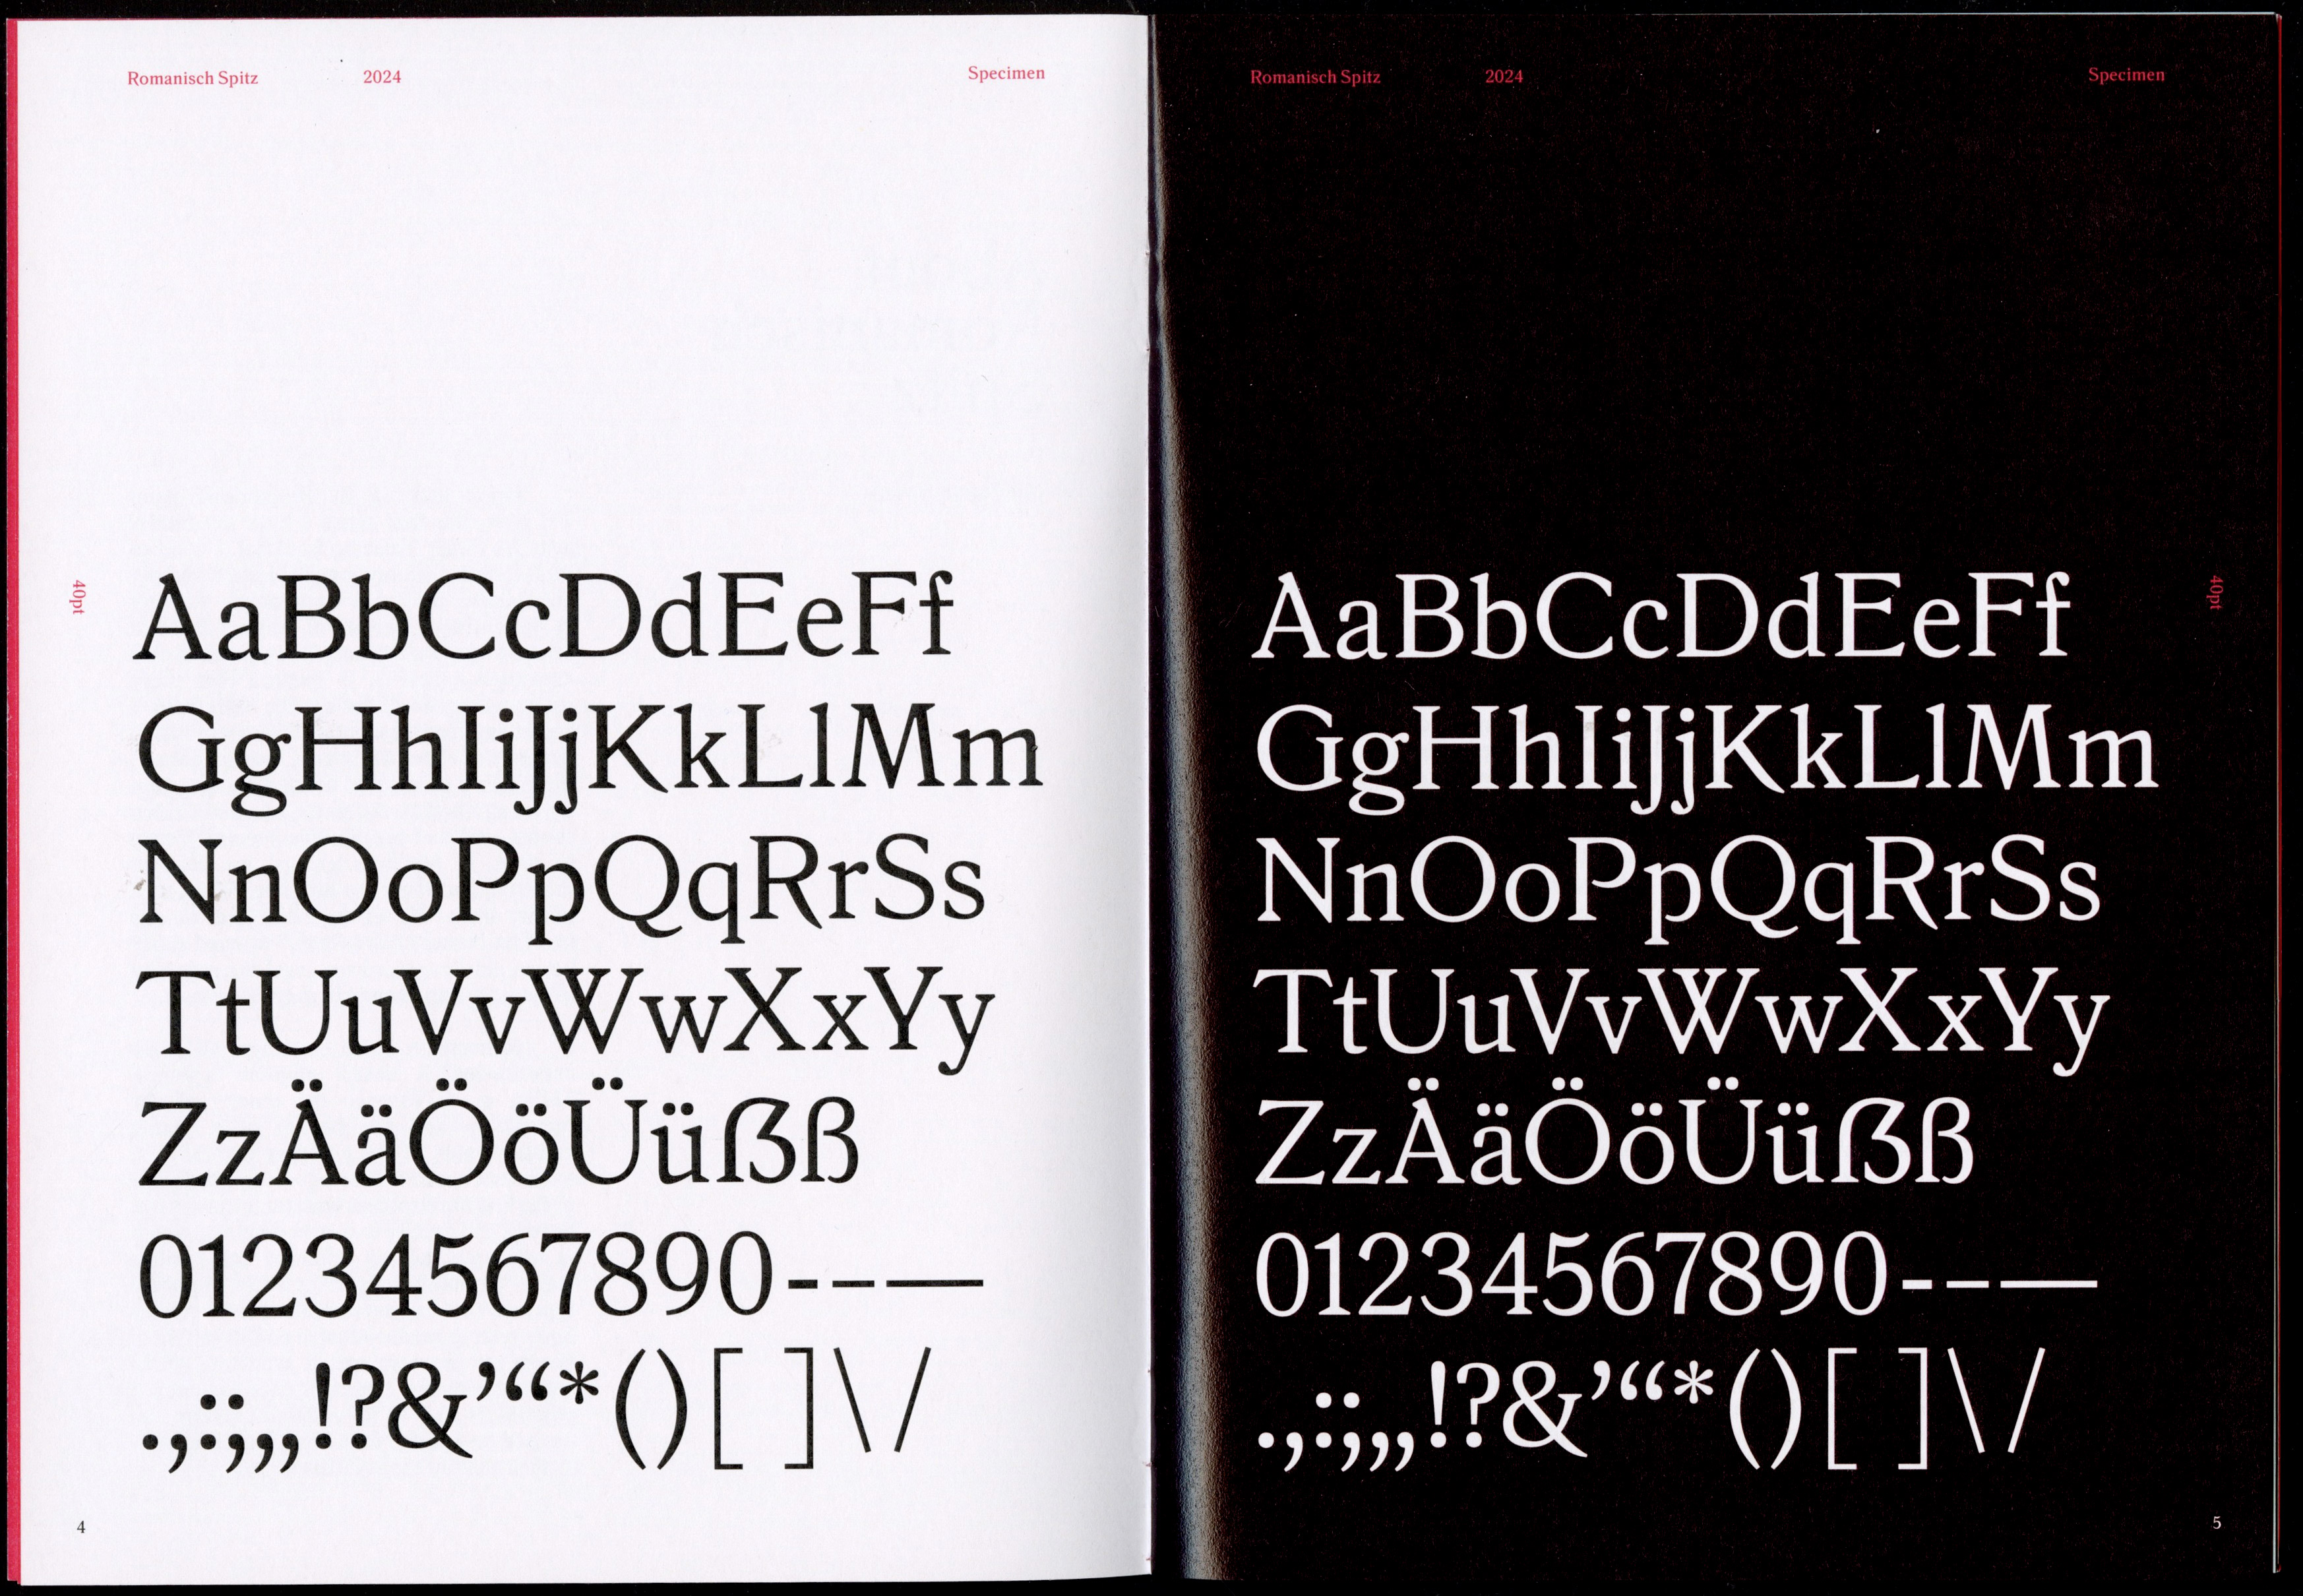 Romanisch Spitz 2024 Specimen
40pt
AaBbCcDdEeFf
GgHhIiJjKkLlMm
NnOoPpQqRrSs
TtUuVvWwXxYy
ZzÄäÖöÜüẞß
01234567890-–—
.,:;„!?&’“*()[ ]\/
4
Romanisch Spitz 2024 Specimen
40pt
AaBbCcDdEeFf
GgHhIiJjKkLlMm
NnOoPpQqRrSs
TtUuVvWwXxYy
ZzÄäÖöÜüẞß
01234567890-–—
.,:;„!?&’“*()[ ]\/
5